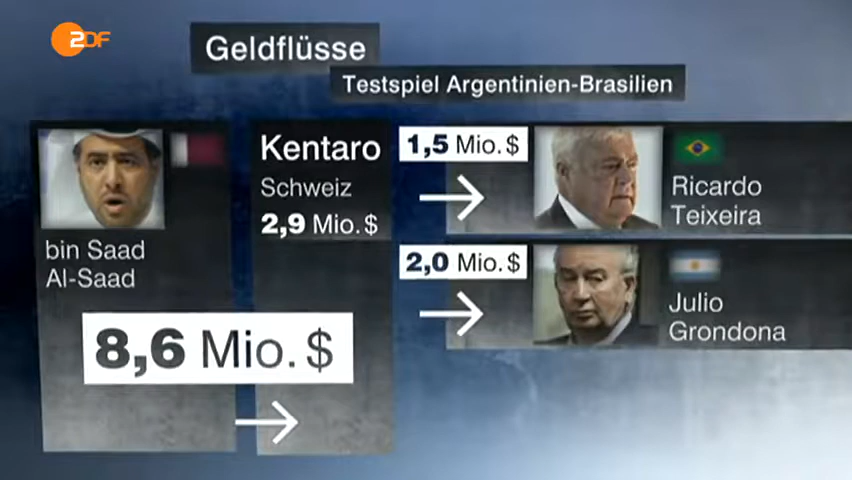 ZDF
Geldflüsse
Testspiel Argentinien-Brasilien
bin Saad
Al-Saad
8,6 Mio. $
Kentaro
Schweiz
2,9 Mio. $
1,5 Mio. $
Ricardo
Teixeira
2,0 Mio. $
Julio
Grondona